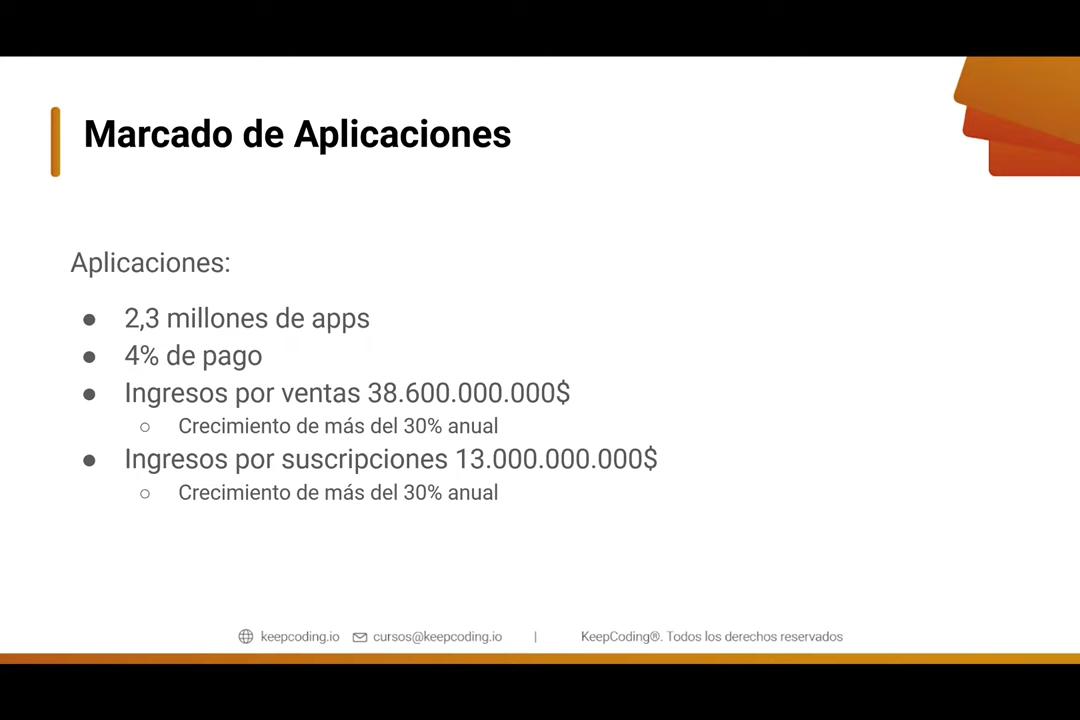 Marcado de Aplicaciones
Aplicaciones:
● 2,3 millones de apps
● 4% de pago
● Ingresos por ventas 38.600.000.000$
○ Crecimiento de más del 30% anual
● Ingresos por suscripciones 13.000.000.000$
○ Crecimiento de más del 30% anual
keepcoding.io cursos@keepcoding.io | KeepCoding®. Todos los derechos reservados